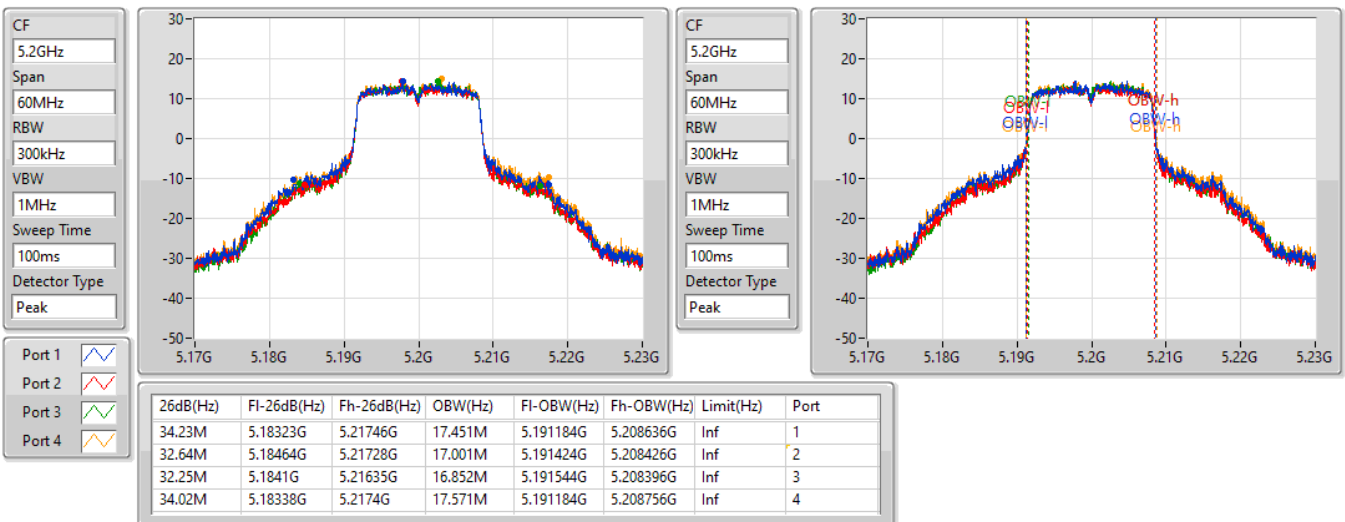 CF
5.2GHz
Span
60MHz
RBW
300kHz
VBW
1MHz
Sweep Time
100ms
Detector Type
Peak
30
20
10
0
-10
-20
-30
-40
-50
5.17G 5.18G 5.19G 5.2G 5.21G 5.22G 5.23G
CF
5.2GHz
Span
60MHz
RBW
300kHz
VBW
1MHz
Sweep Time
100ms
Detector Type
Peak
30
20
10
0
-10
-20
-30
-40
-50
OBW-l
OBW-l
OBW-l
OBW-l
OBW-h
OBW-h
OBW-h
5.17G 5.18G 5.19G 5.2G 5.21G 5.22G 5.23G
Port 1
Port 2
Port 3
Port 4
26dB(Hz) Fl-26dB(Hz) Fh-26dB(Hz) OBW(Hz) Fl-OBW(Hz) Fh-OBW(Hz) Limit(Hz) Port
34.23M 5.18323G 5.21746G 17.451M 5.191184G 5.208636G Inf 1
32.64M 5.18464G 5.21728G 17.001M 5.191424G 5.208426G Inf 2
32.25M 5.1841G 5.21635G 16.852M 5.191544G 5.208396G Inf 3
34.02M 5.18338G 5.2174G 17.571M 5.191184G 5.208756G Inf 4